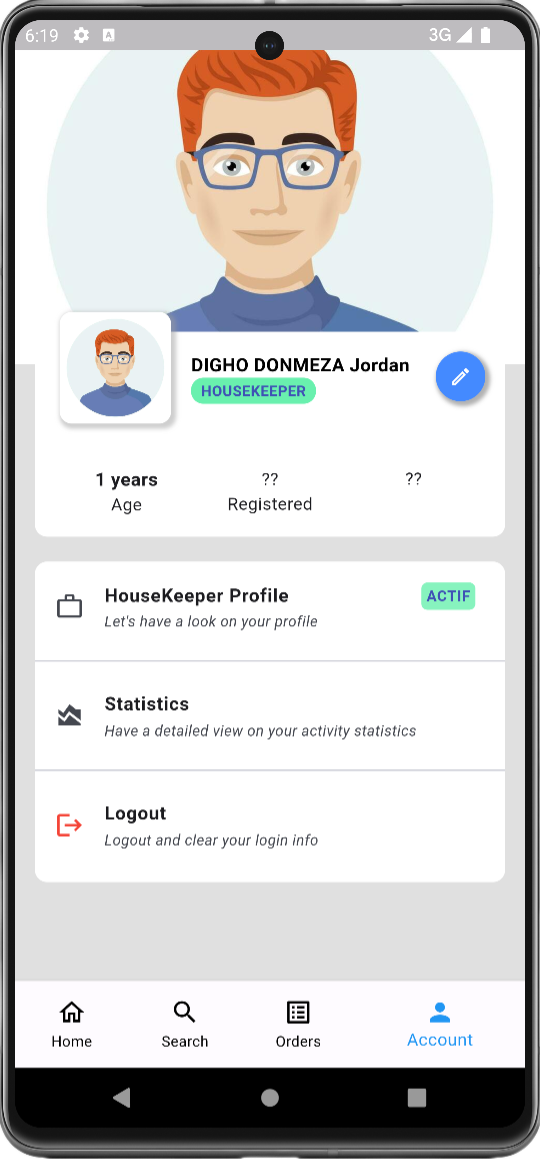 6:19 A 3G
DIGHO DONMEZA Jordan
HOUSEKEEPER
1 years ?? ??
Age Registered
HouseKeeper Profile ACTIF
Let's have a look on your profile
Statistics
Have a detailed view on your activity statistics
Logout
Logout and clear your login info
Home Search Orders Account